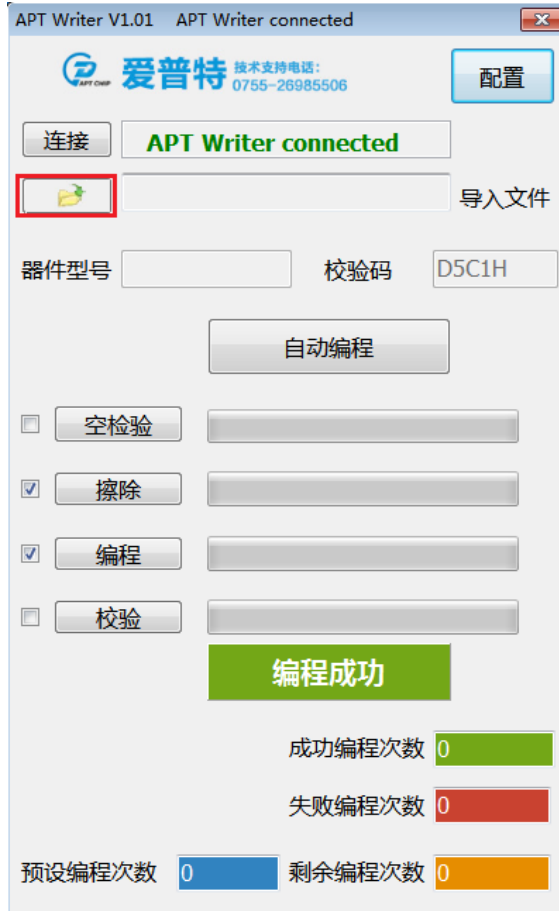 APT Writer V1.01 APT Writer connected
APT CHIP
爱普特
技术支持电话:
0755-26985506
配置
连接 APT Writer connected
导入文件
器件型号 校验码 D5C1H
自动编程
空检验
擦除
编程
校验
编程成功
成功编程次数 0
失败编程次数 0
预设编程次数 0 剩余编程次数 0